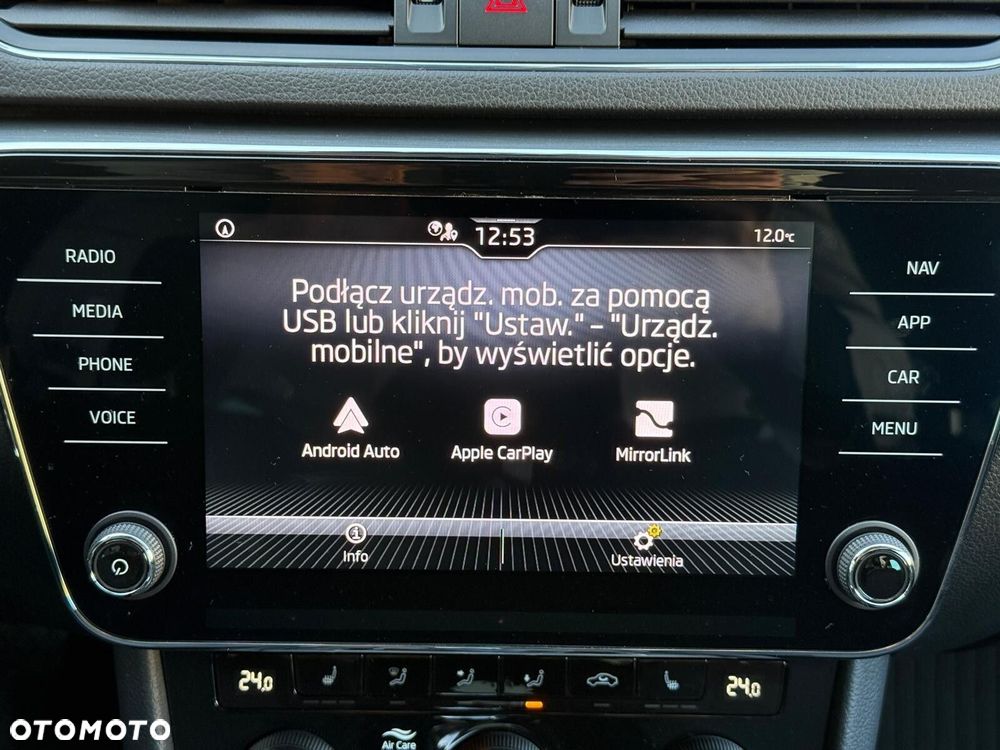 12:53
12.0°C
RADIO
MEDIA
PHONE
VOICE
Podłącz urządz. mob. za pomocą
USB lub kliknij "Ustaw." - "Urządz.
mobilne", by wyświetlić opcje.
Android Auto
Apple CarPlay
MirrorLink
Info
Ustawienia
NAV
APP
CAR
MENU
24.0
24.0
Air Care
OTOMOTO